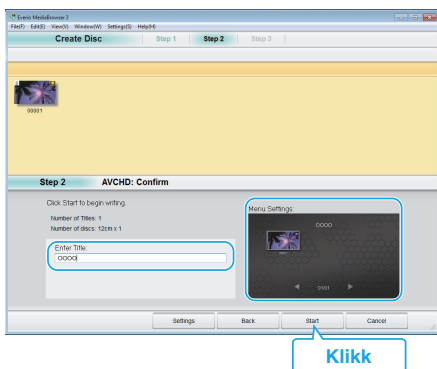 Everio MediaBrowser 3
File(F) Edit(E) View(V) Window(W) Settings(S) Help(H)
Create Disc Step 1 Step 2 Step 3
00001
Step 2 AVCHD: Confirm
Click Start to begin writing.
Number of Titles: 1
Number of discs: 12cm x 1
Enter Title:
OOOO
Menu Settings:
OOOO
01/01
Settings Back Start Cancel
Klikk